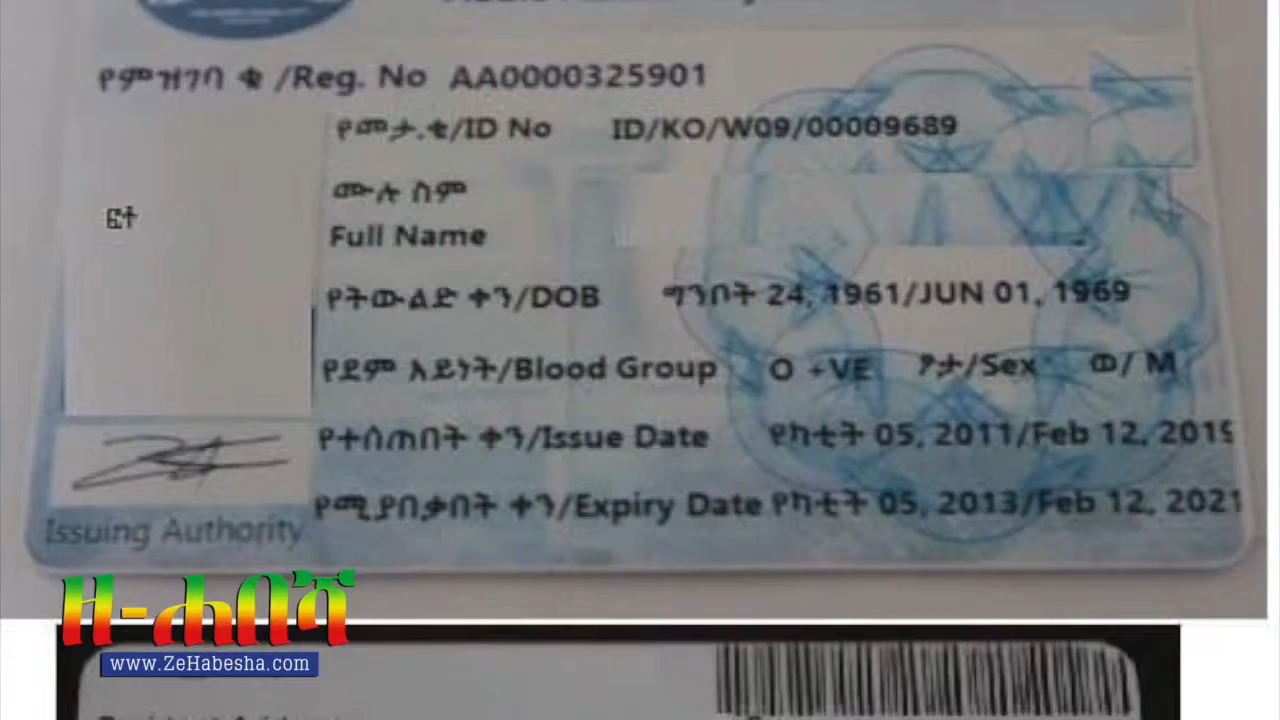 የምዝገባ ቁ /Reg. No AA0000325901
የመታ.ቁ/ID No ID/KO/W09/00009689
ሙሉ ስም
Full Name
ፎተ
የትውልድ ቀን/DOB ግንቦት 24, 1961/JUN 01, 1969
የደም አይነት/Blood Group O +VE ፆታ/Sex ወ/ M
የተሰጠበት ቀን/Issue Date የካቲት 05, 2011/Feb 12, 2019
የሚያበቃበት ቀን/Expiry Date የካቲት 05, 2013/Feb 12, 2021
Issuing Authority
ዘ-ሐበሻ
www.ZeHabesha.com